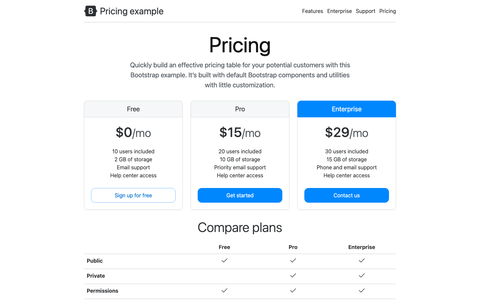 B Pricing example
Features Enterprise Support Pricing
Pricing
Quickly build an effective pricing table for your potential customers with this
Bootstrap example. It's built with default Bootstrap components and utilities
with little customization.
Free
$0/mo
10 users included
2 GB of storage
Email support
Help center access
Sign up for free
Pro
$15/mo
20 users included
10 GB of storage
Priority email support
Help center access
Get started
Enterprise
$29/mo
30 users included
15 GB of storage
Phone and email support
Help center access
Contact us
Compare plans
Free Pro Enterprise
Public
Private
Permissions